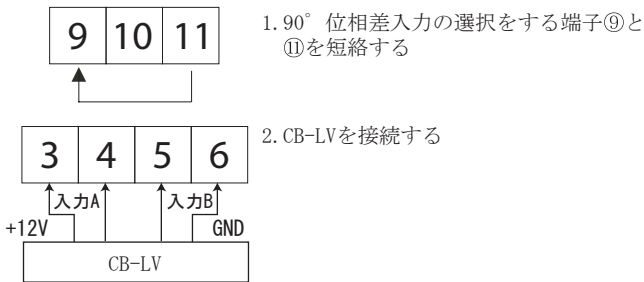 9 10 11
1.90°位相差入力の選択をする端子⑨と
⑪を短絡する
3 4 5 6
2.CB-LVを接続する
入力A 入力B
+12V GND
CB-LV